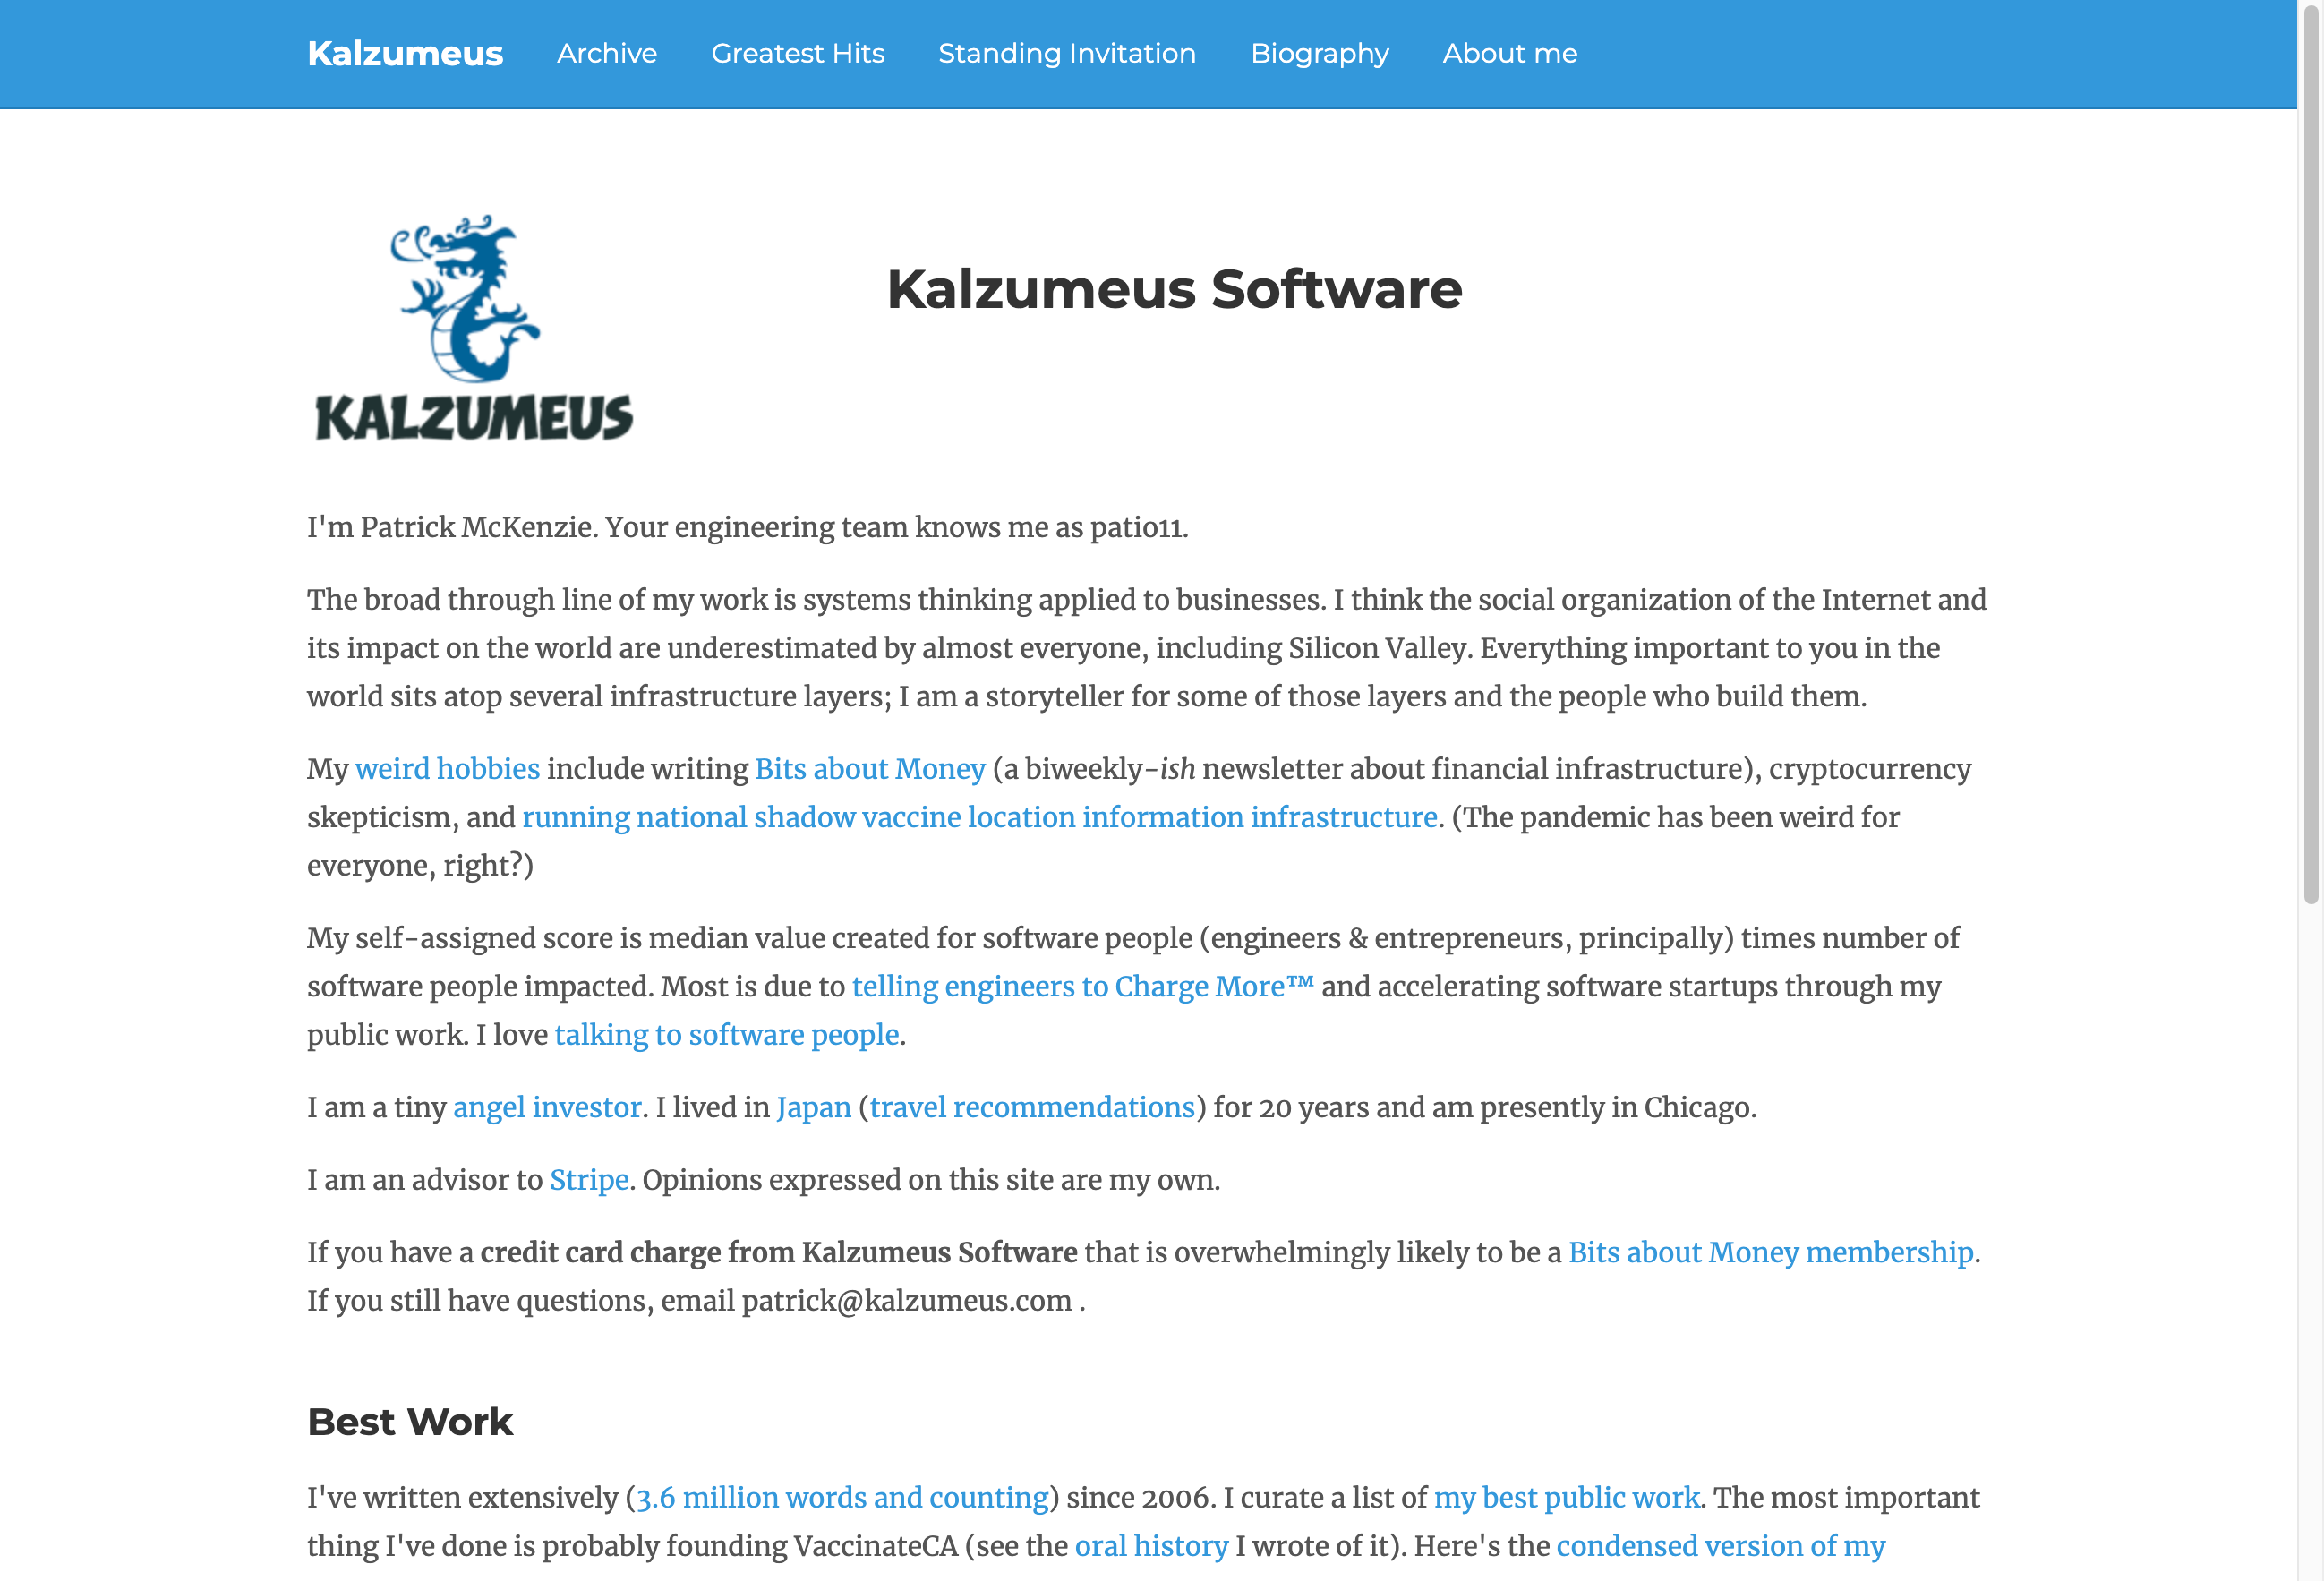 Kalzumeus Archive Greatest Hits Standing Invitation Biography About me
KALZUMEUS
Kalzumeus Software
I'm Patrick McKenzie. Your engineering team knows me as patio11.
The broad through line of my work is systems thinking applied to businesses. I think the social organization of the Internet and
its impact on the world are underestimated by almost everyone, including Silicon Valley. Everything important to you in the
world sits atop several infrastructure layers; I am a storyteller for some of those layers and the people who build them.
My weird hobbies include writing Bits about Money (a biweekly-ish newsletter about financial infrastructure), cryptocurrency
skepticism, and running national shadow vaccine location information infrastructure. (The pandemic has been weird for
everyone, right?)
My self-assigned score is median value created for software people (engineers & entrepreneurs, principally) times number of
software people impacted. Most is due to telling engineers to Charge More™ and accelerating software startups through my
public work. I love talking to software people.
I am a tiny angel investor. I lived in Japan (travel recommendations) for 20 years and am presently in Chicago.
I am an advisor to Stripe. Opinions expressed on this site are my own.
If you have a credit card charge from Kalzumeus Software that is overwhelmingly likely to be a Bits about Money membership.
If you still have questions, email patrick@kalzumeus.com .
Best Work
I've written extensively (3.6 million words and counting) since 2006. I curate a list of my best public work. The most important
thing I've done is probably founding VaccinateCA (see the oral history I wrote of it). Here's the condensed version of my